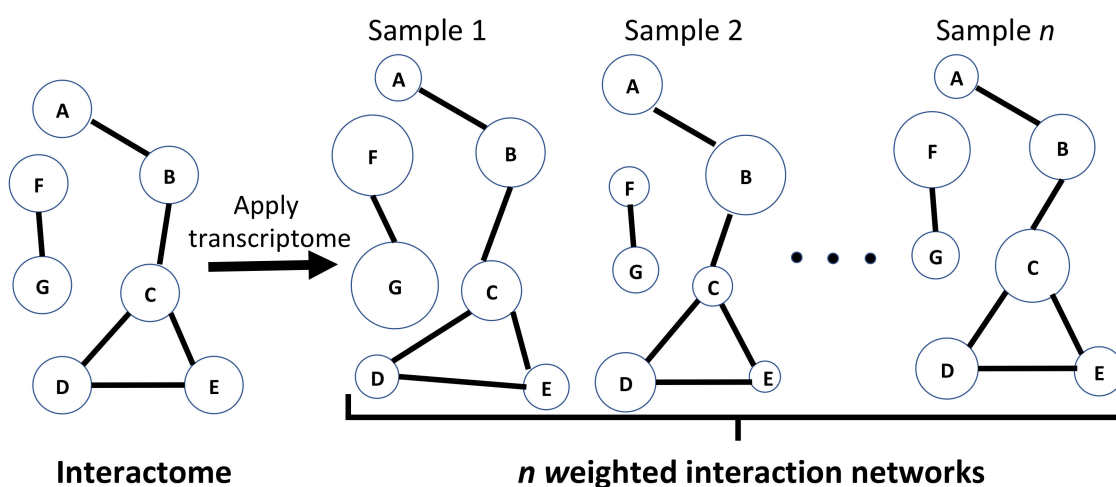 Sample 1
Sample 2
Sample n
A
B
F
G
C
D
E
Apply
transcriptome
A
B
F
G
C
D
E
A
B
F
G
C
D
E
A
B
F
G
C
D
E
Interactome
n weighted interaction networks